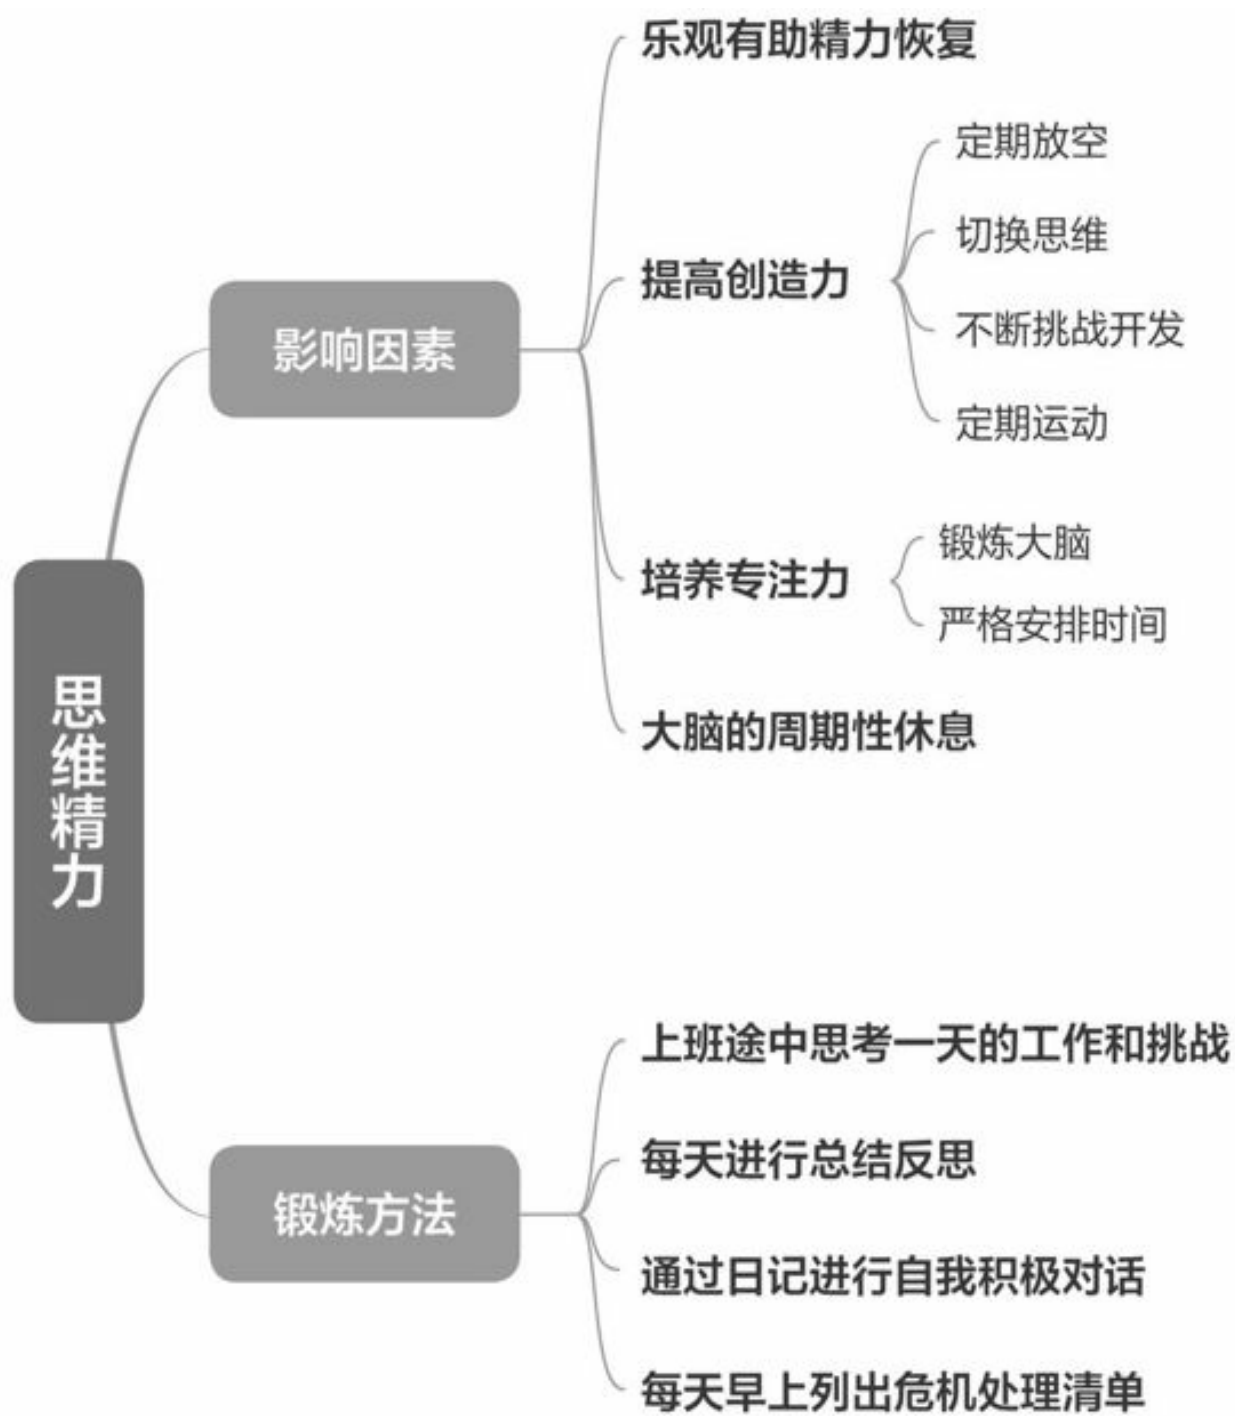 思维精力
影响因素
乐观有助精力恢复
提高创造力
定期放空
切换思维
不断挑战开发
定期运动
培养专注力
锻炼大脑
严格安排时间
大脑的周期性休息
锻炼方法
上班途中思考一天的工作和挑战
每天进行总结反思
通过日记进行自我积极对话
每天早上列出危机处理清单